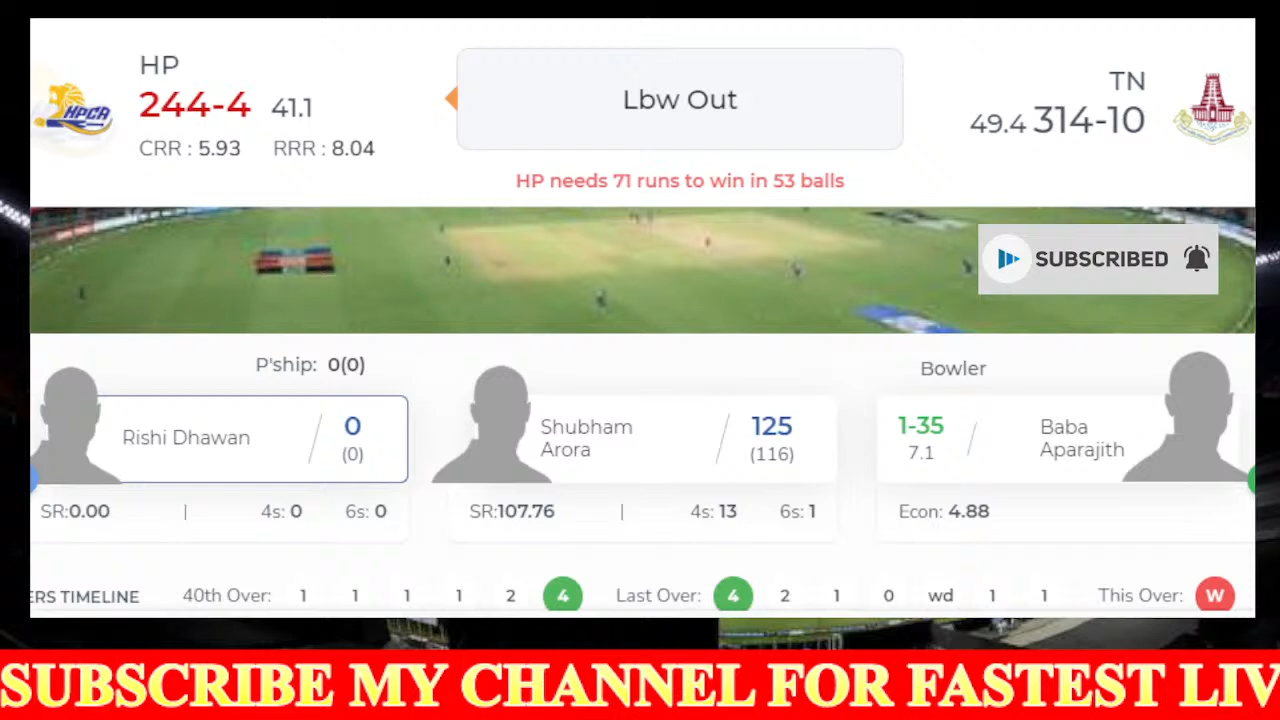 HP
244-4 41.1
CRR : 5.93 RRR : 8.04
HPCA
Lbw Out
HP needs 71 runs to win in 53 balls
TN
49.4 314-10
SUBSCRIBED
P'ship: 0(0)
Bowler
Rishi Dhawan 0
(0)
Shubham
Arora
125
(116)
1-35
7.1
Baba
Aparajith
SR:0.00 | 4s: 0 6s: 0
SR:107.76 | 4s: 13 6s: 1
Econ: 4.88
ERS TIMELINE 40th Over: 1 1 1 1 2 4 Last Over: 4 2 1 0 wd 1 1 This Over: W
SUBSCRIBE MY CHANNEL FOR FASTEST LIV